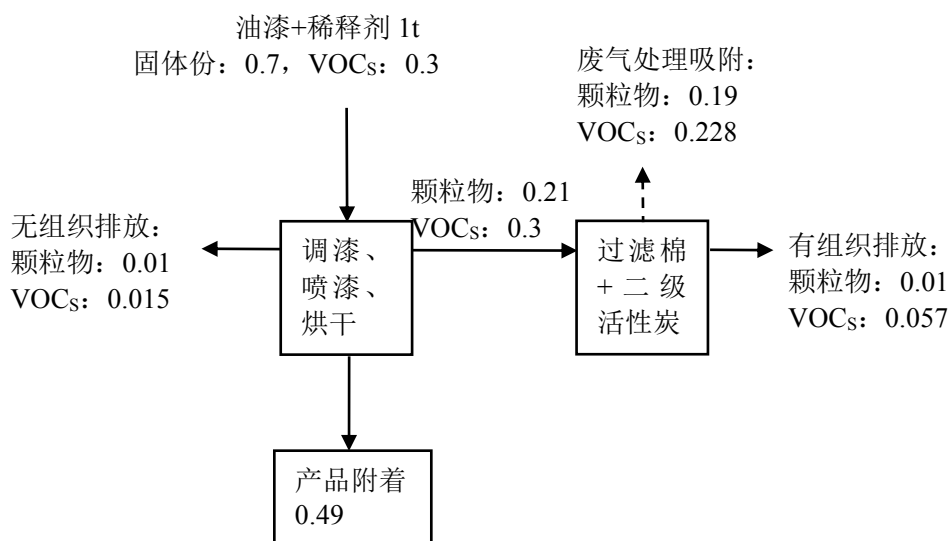 油漆+稀释剂 1t
固体份：0.7，VOCS：0.3
废气处理吸附：
颗粒物：0.19
VOCS：0.228
颗粒物：0.21
VOCS：0.3
无组织排放：
颗粒物：0.01
VOCS：0.015
调漆、
喷漆、
烘干
过滤棉
+二级
活性炭
有组织排放：
颗粒物：0.01
VOCS：0.057
产品附着
0.49